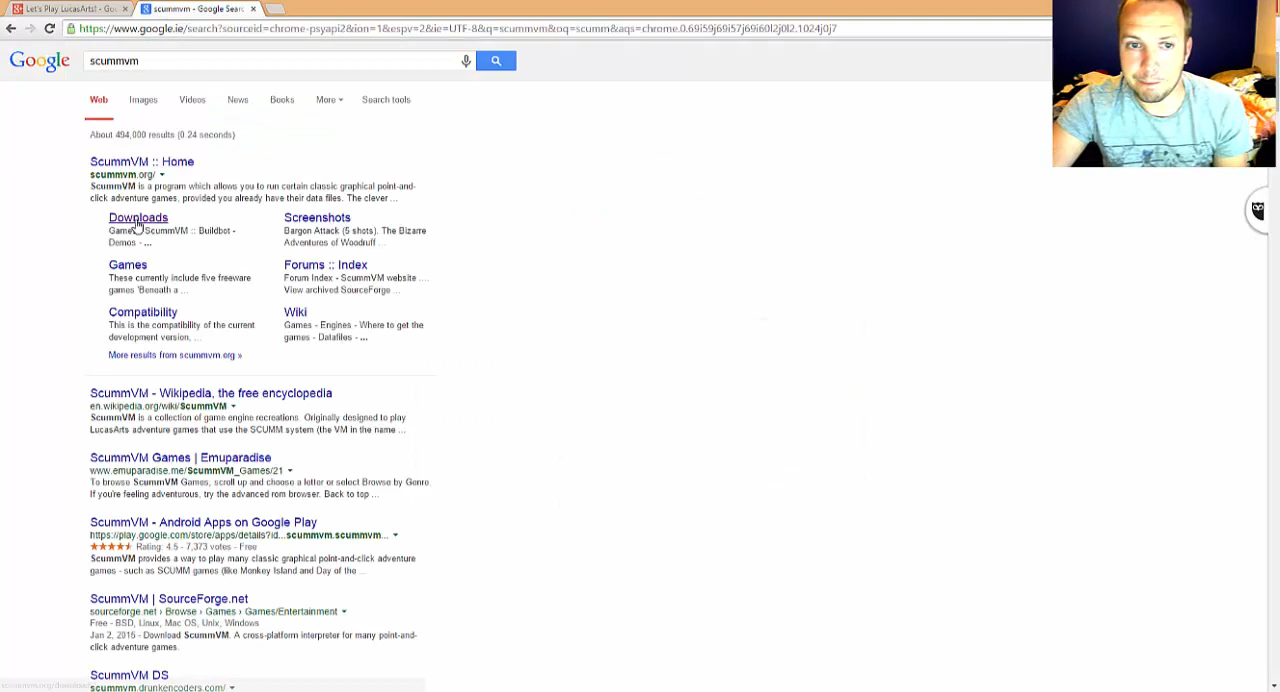 Let's Play LucasArts! - Goo
scummvm - Google Sear
https://www.google.ie/search?sourceid=chrome-psyapi2&ion=1&espv=2&ie=UTF-8&q=scummvm&oq=scumm&aqs=chrome.0.69i59j69i57j69i60l2j0l2.1024j0j7
Google
scummvm
Web Images Videos News Books More Search tools
About 494,000 results (0.24 seconds)
ScummVM :: Home
scummvm.org/
ScummVM is a program which allows you to run certain classic graphical point-and-
click adventure games, provided you already have their data files. The clever ...
Downloads
ScummVM :: Buildbot -
Demos - ...
Screenshots
Bargon Attack (5 shots). The Bizarre
Adventures of Woodruff ...
Games
These currently include five freeware
games 'Beneath a ...
Forums :: Index
Forum Index - ScummVM website ....
View archived SourceForge ...
Compatibility
This is the compatibility of the current
development version, ...
Wiki
Games - Engines - Where to get the
games - Datafiles - ...
More results from scummvm.org »
ScummVM - Wikipedia, the free encyclopedia
en.wikipedia.org/wiki/ScummVM
ScummVM is a collection of game engine recreations. Originally designed to play
LucasArts adventure games that use the SCUMM system (the VM in the name ...
ScummVM Games | Emuparadise
www.emuparadise.me/ScummVM_Games/21
To browse ScummVM Games, scroll up and choose a letter or select Browse by Genre.
If you're feeling adventurous, try the advanced rom browser. Back to top ...
ScummVM - Android Apps on Google Play
https://play.google.com/store/apps/details?id...scummvm.scummvm...
Rating: 4.5 - 7,373 votes - Free
ScummVM provides a way to play many classic graphical point-and-click adventure
games - such as SCUMM games (like Monkey Island and Day of the ...
ScummVM | SourceForge.net
sourceforge.net › Browse › Games › Games/Entertainment
Free - BSD, Linux, Mac OS, Unix, Windows
Jan 2, 2015 - Download ScummVM. A cross-platform interpreter for many point-and-
click adventure games.
ScummVM DS
scummvm.drunkencoders.com/